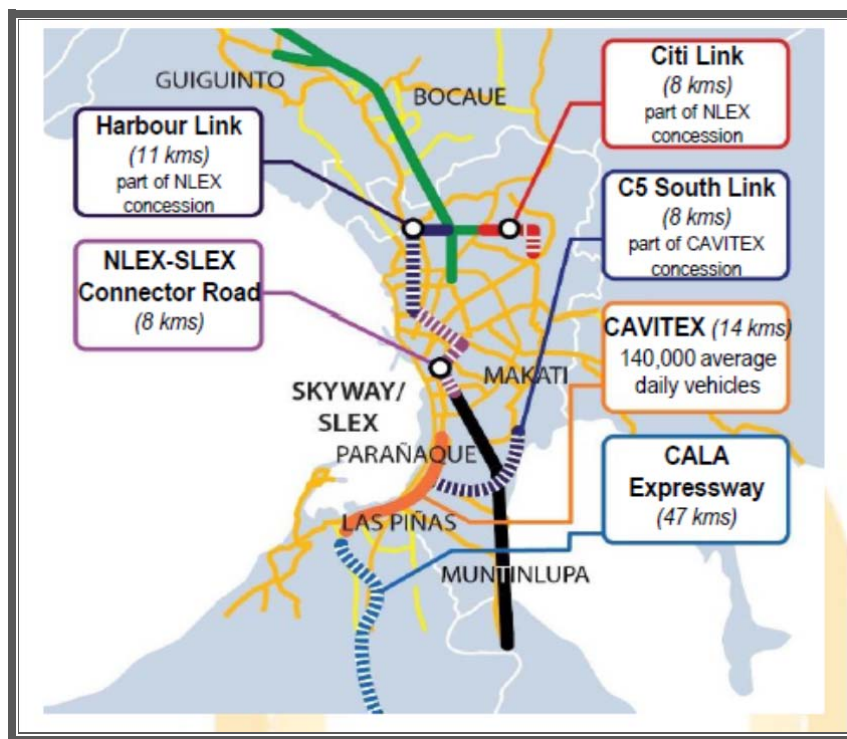 Citi Link
(8 kms)
part of NLEX
concession
GUIGUINTO
BOCAUE
Harbour Link
(11 kms)
part of NLEX
concession
C5 South Link
(8 kms)
part of CAVITEX
concession
NLEX-SLEX
Connector Road
(8 kms)
CAVITEX (14 kms)
140,000 average
daily vehicles
MAKATI
SKYWAY/
SLEX
PARAÑAQUE
CALA
Expressway
(47 kms)
LAS PIÑAS
MUNTINLUPA